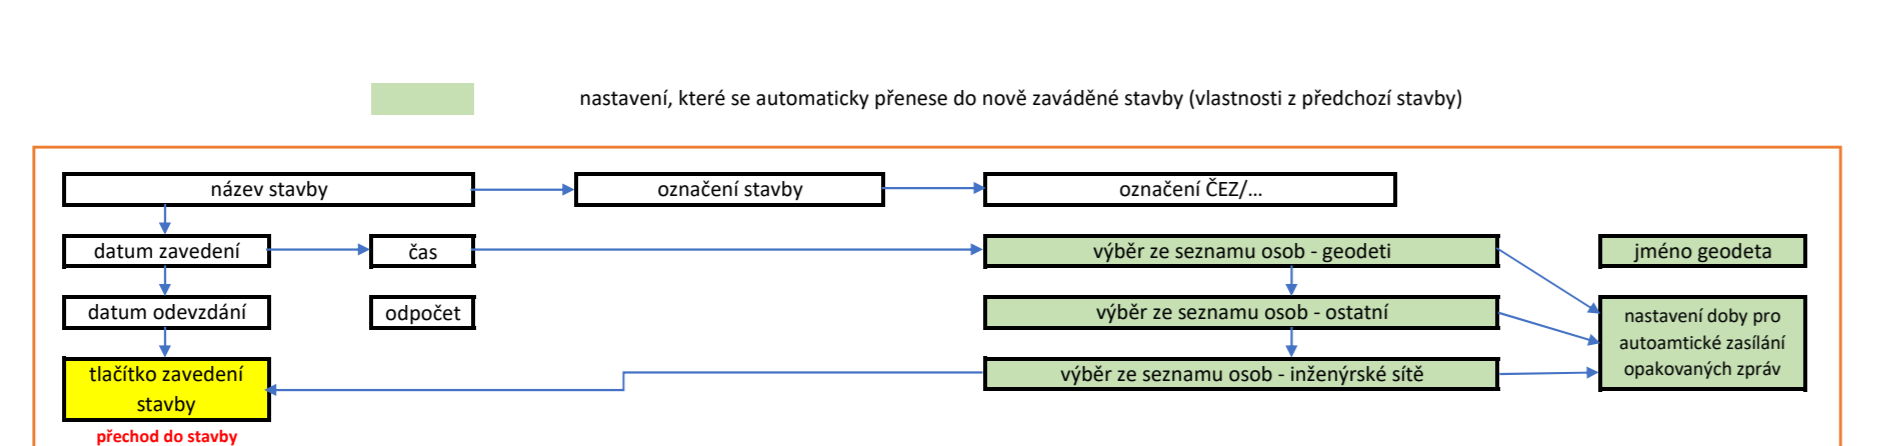 nastavení, které se automaticky přenese do nově zaváděné stavby (vlastnosti z předchozí stavby)
název stavby
označení stavby
označení ČEZ/...
datum zavedení
čas
výběr ze seznamu osob - geodeti
jméno geodeta
datum odevzdání
odpočet
výběr ze seznamu osob - ostatní
nastavení doby pro
autoamtické zasílání
opakovaných zpráv
tlačítko zavedení
stavby
výběr ze seznamu osob - inženýrské sítě
přechod do stavby